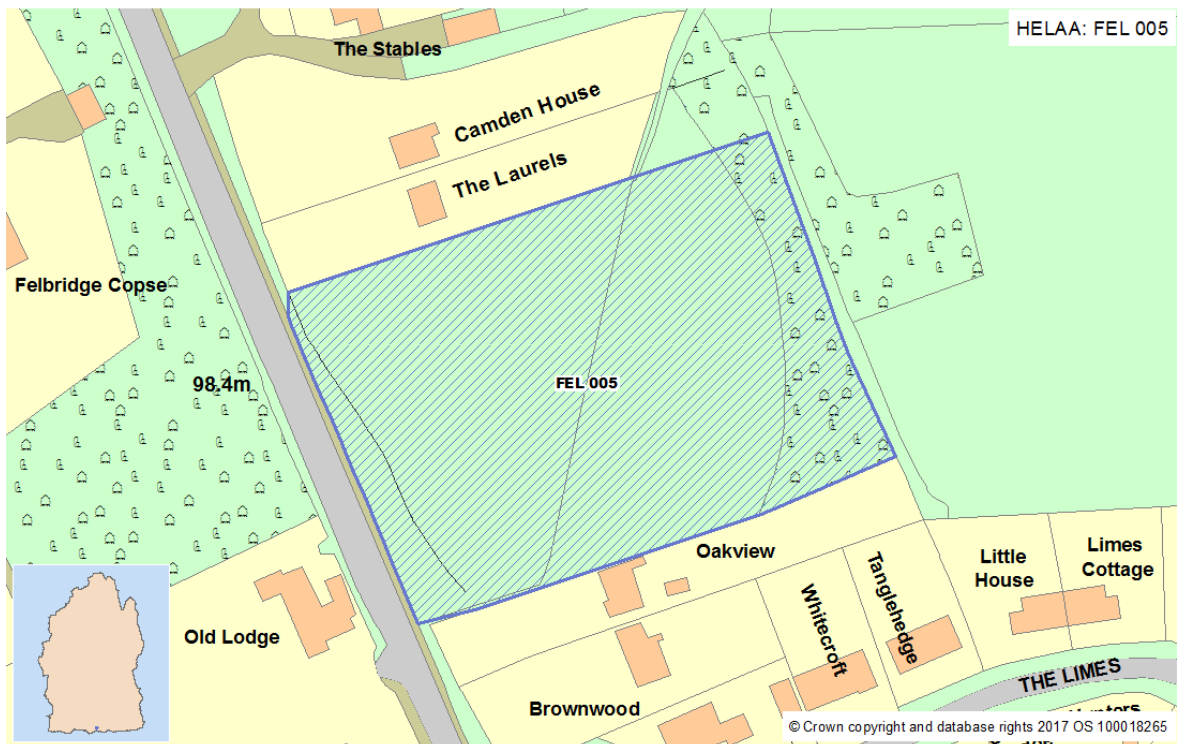 HELAA: FEL 005
The Stables
Camden House
The Laurels
Felbridge Copse
98.4m
FEL 005
Oakview
Old Lodge
Whitecroft
Tanglehedge
Little
House
Limes
Cottage
THE LIMES
Brownwood
© Crown copyright and database rights 2017 OS 100018265